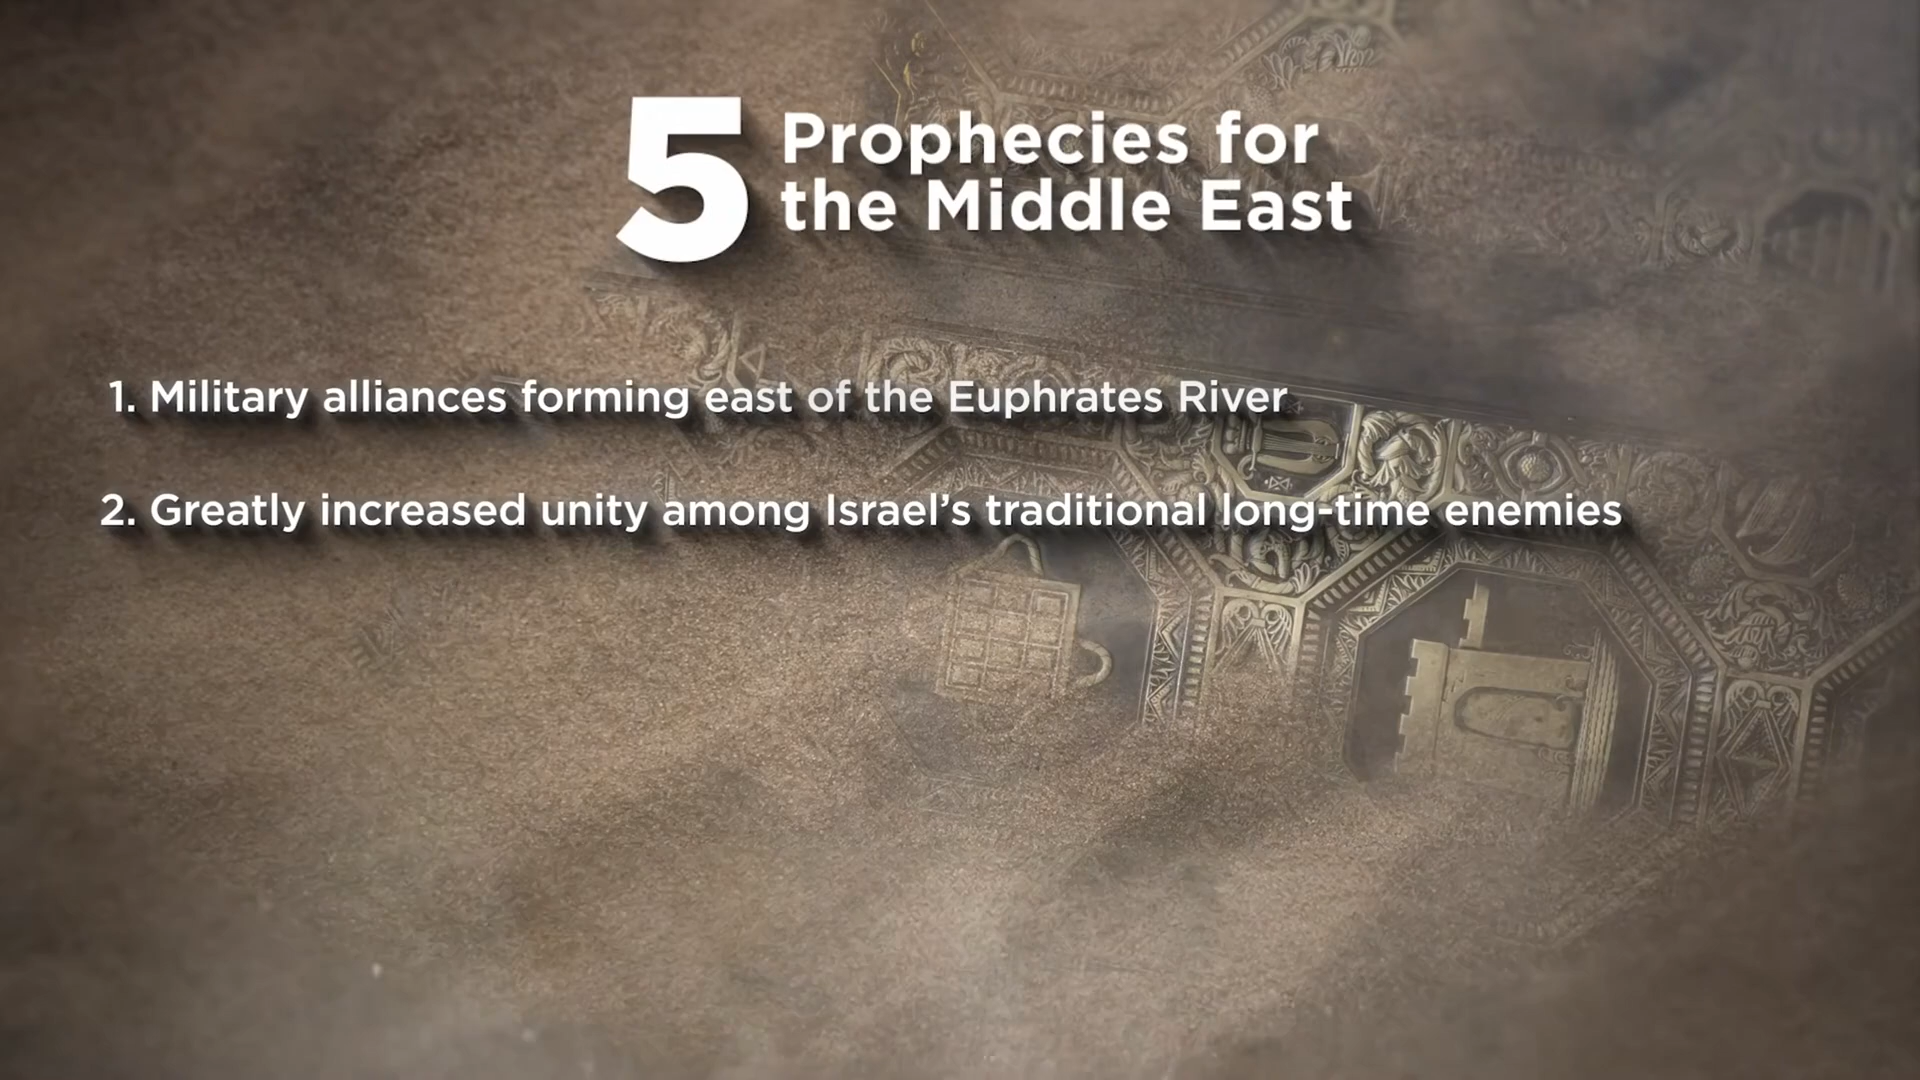 5 Prophecies for
the Middle East
1. Military alliances forming east of the Euphrates River
2. Greatly increased unity among Israel’s traditional long-time enemies